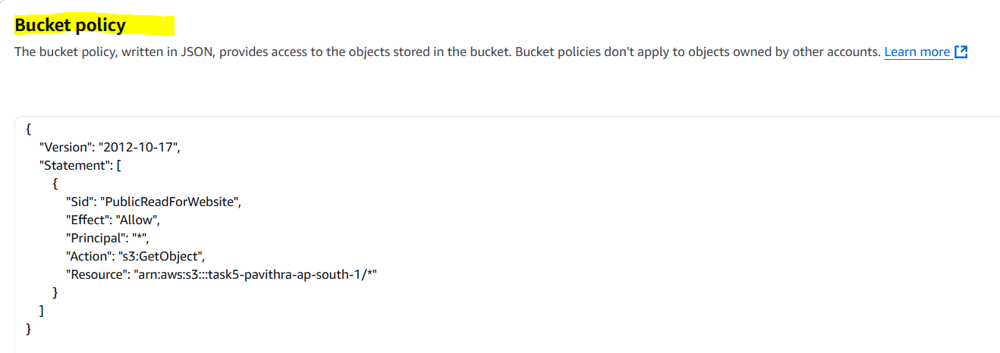 Bucket policy
The bucket policy, written in JSON, provides access to the objects stored in the bucket. Bucket policies don't apply to objects owned by other accounts. Learn more
{
"Version": "2012-10-17",
"Statement": [
{
"Sid": "PublicReadForWebsite",
"Effect": "Allow",
"Principal": "*",
"Action": "s3:GetObject",
"Resource": "arn:aws:s3:::task5-pavithra-ap-south-1/*"
}
]
}